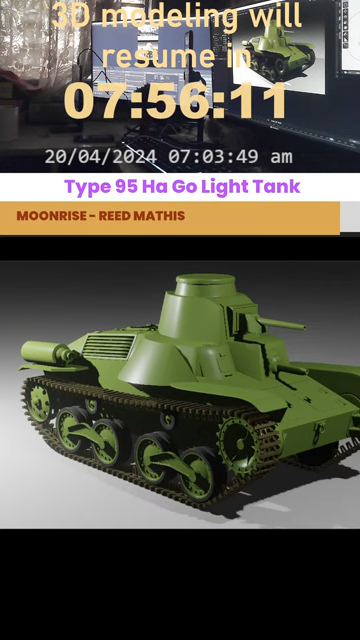 3D modeling will
resume in
07:56:11
20/04/2024 07:03:49 am
Type 95 Ha Go Light Tank
MOONRISE - REED MATHIS